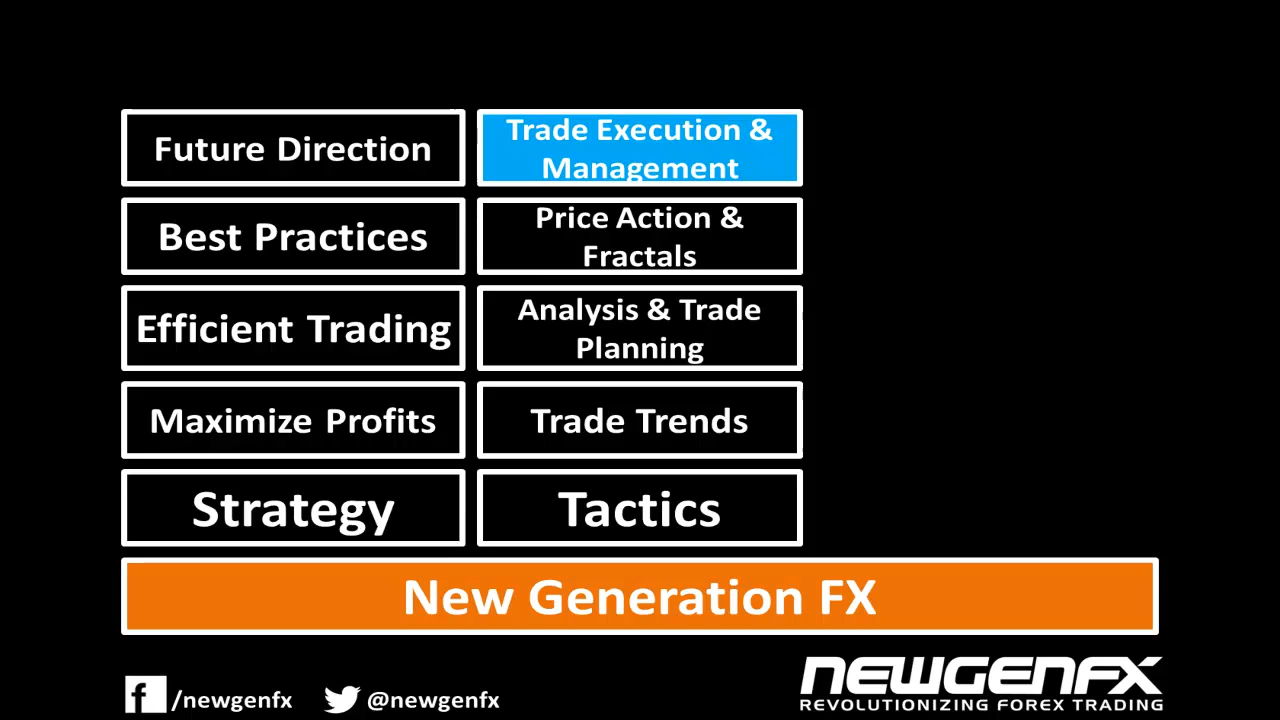 Future Direction
Trade Execution &
Management
Best Practices
Price Action &
Fractals
Efficient Trading
Analysis & Trade
Planning
Maximize Profits
Trade Trends
Strategy
Tactics
New Generation FX
f /newgenfx
@newgenfx
NEWGENFX
REVOLUTIONIZING FOREX TRADING